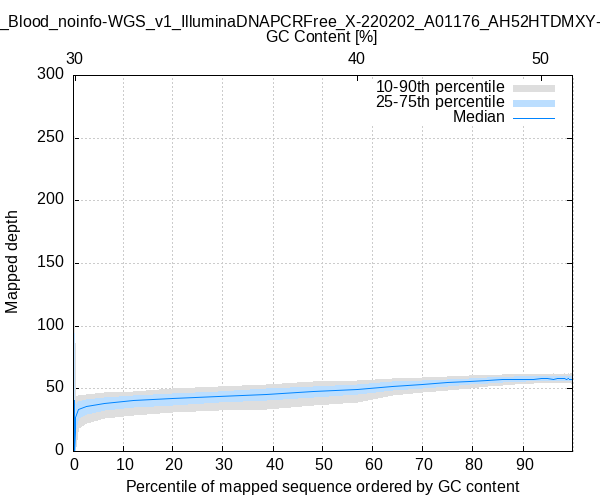 _Blood_noinfo-WGS_v1_IlluminaDNAPCRFree_X-220202_A01176_AH52HTDMXY-
GC Content [%]
30 40 50
300
250
200
150
100
50
0
10-90th percentile
25-75th percentile
Median
Mapped depth
0 10 20 30 40 50 60 70 80 90
Percentile of mapped sequence ordered by GC content